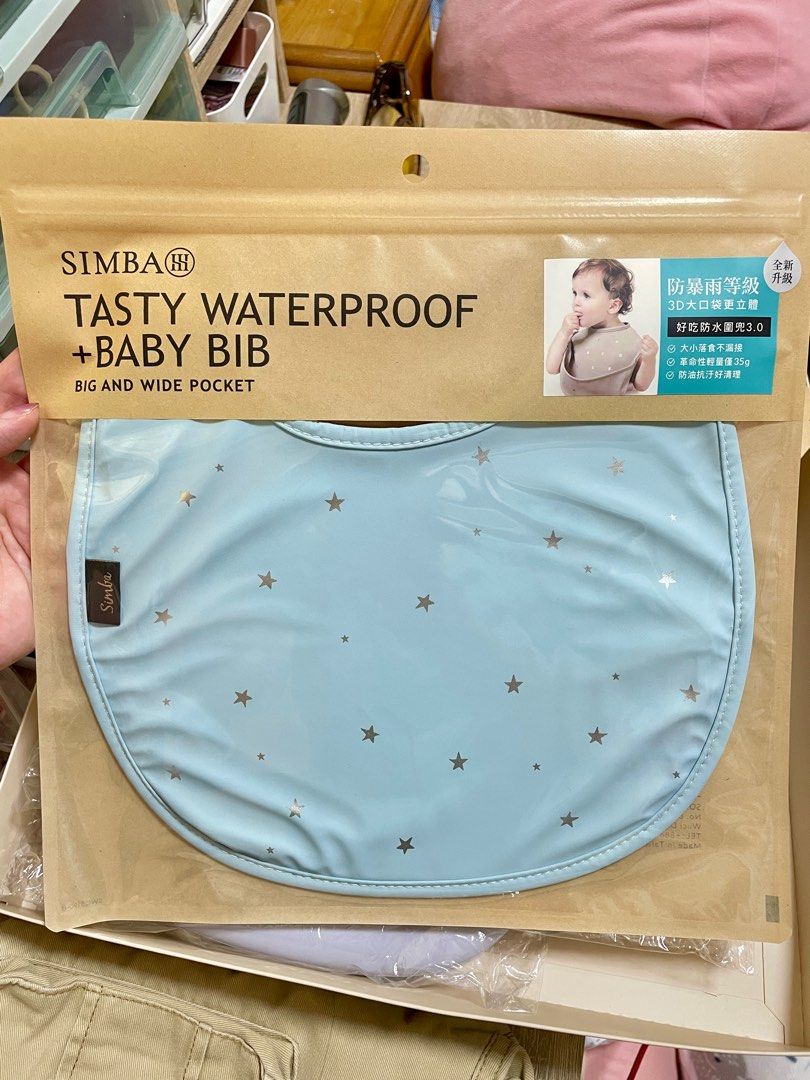 SIMBA
TASTY WATERPROOF
+BABY BIB
BIG AND WIDE POCKET
全新
升級
防暴雨等級
3D大口袋更立體
好吃防水圍兜3.0
大小落食不漏接
革命性輕量僅35g
防油抗汙好清理
Simba